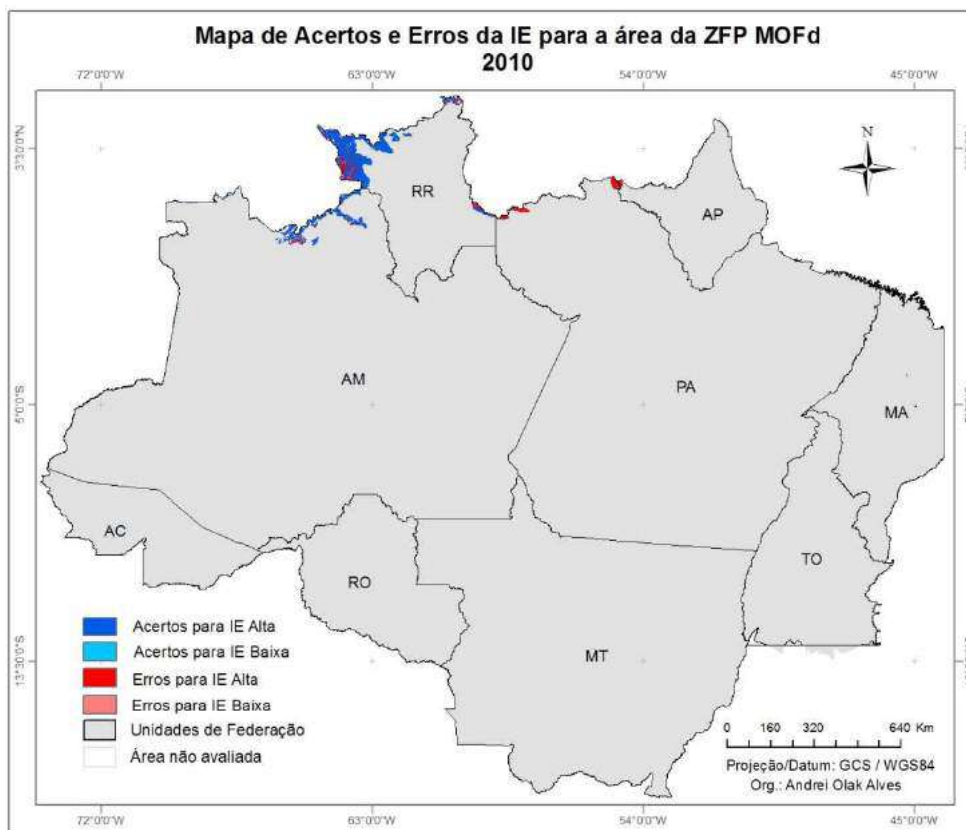 Mapa de Acertos e Erros da IE para a área da ZFP MOFd
2010
72°0'0"W 63°0'0"W 54°0'0"W 45°0'0"W
N
3°30'0"N
RR
AP
AM
PA
MA
6°0'0"S
AC
RO
TO
MT
13°30'0"S
Acertos para IE Alta
Acertos para IE Baixa
Erros para IE Alta
Erros para IE Baixa
Unidades de Federação
Área não avaliada
0 160 320 640 Km
Projeção/Datum: GCS / WGS84
Org.: Andrei Olak Alves
72°0'0"W 63°0'0"W 54°0'0"W 45°0'0"W